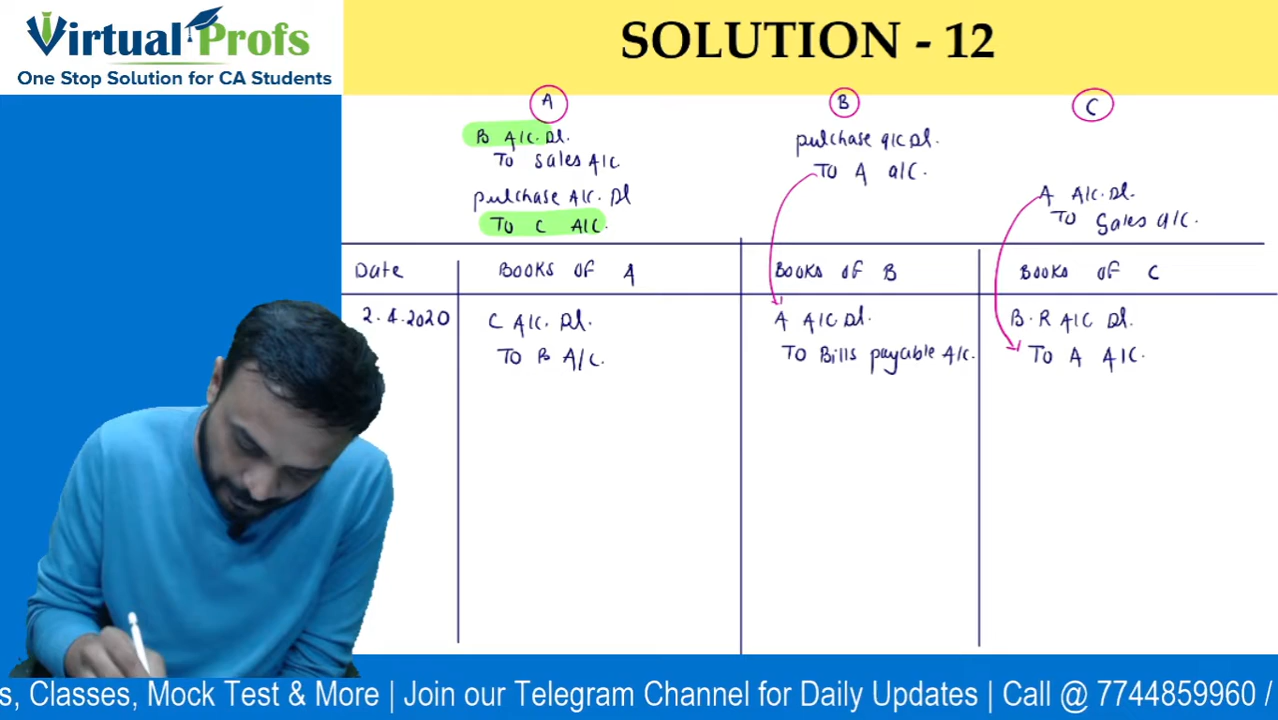 Virtual Profs
One Stop Solution for CA Students
SOLUTION - 12
A
B A/C. Dr.
To Sales A/C
purchase A/C. Dr
To C A/C.
B
purchase a/c Dr.
To A a/c.
C
A A/C. Dr.
To Sales a/c.
Date
BOOKS OF A
BOOKS OF B
BOOKS OF C
2.4.2020
C A/C. Dr.
To B A/C.
A A/C Dr.
To Bills payable A/C.
B.R A/C Dr.
To A A/C.
s, Classes, Mock Test & More | Join our Telegram Channel for Daily Updates | Call @ 7744859960 /